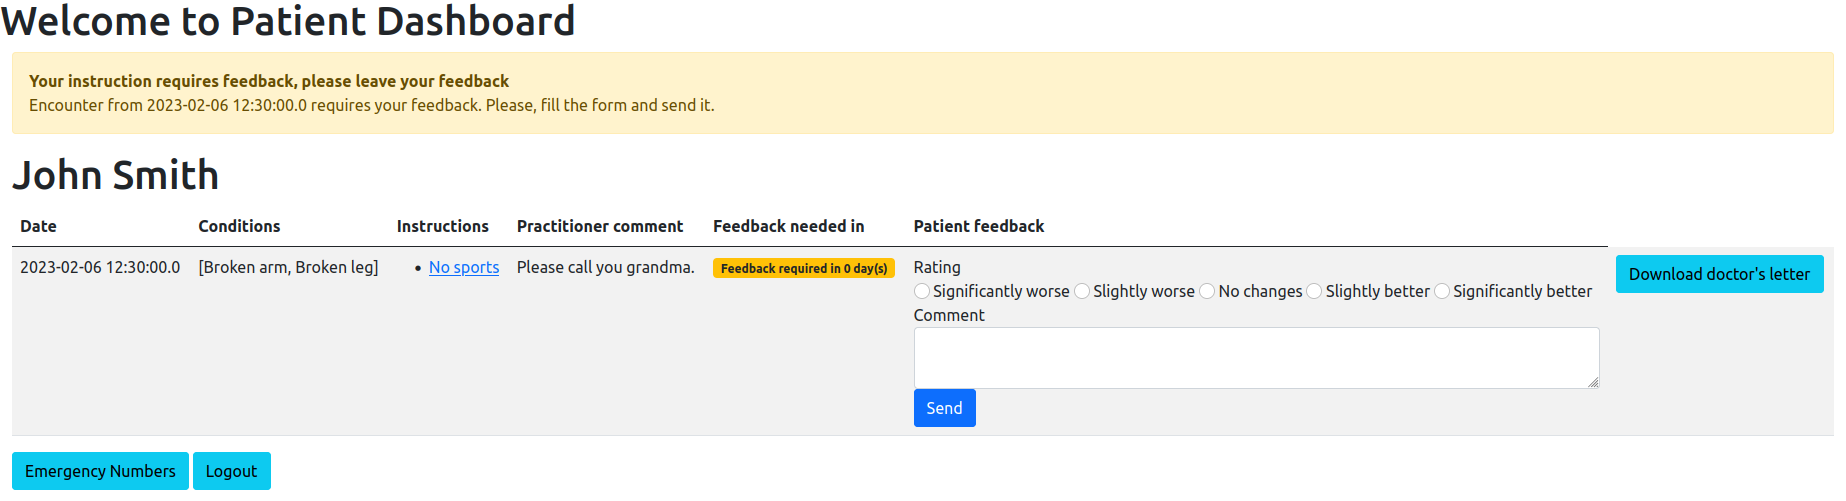 Welcome to Patient Dashboard
Your instruction requires feedback, please leave your feedback
Encounter from 2023-02-06 12:30:00.0 requires your feedback. Please, fill the form and send it.
John Smith
Date Conditions Instructions Practitioner comment Feedback needed in Patient feedback
2023-02-06 12:30:00.0 [Broken arm, Broken leg] • No sports Please call you grandma. Feedback required in 0 day(s) Rating Download doctor's letter
Significantly worse Slightly worse No changes Slightly better Significantly better
Comment
Send
Emergency Numbers Logout